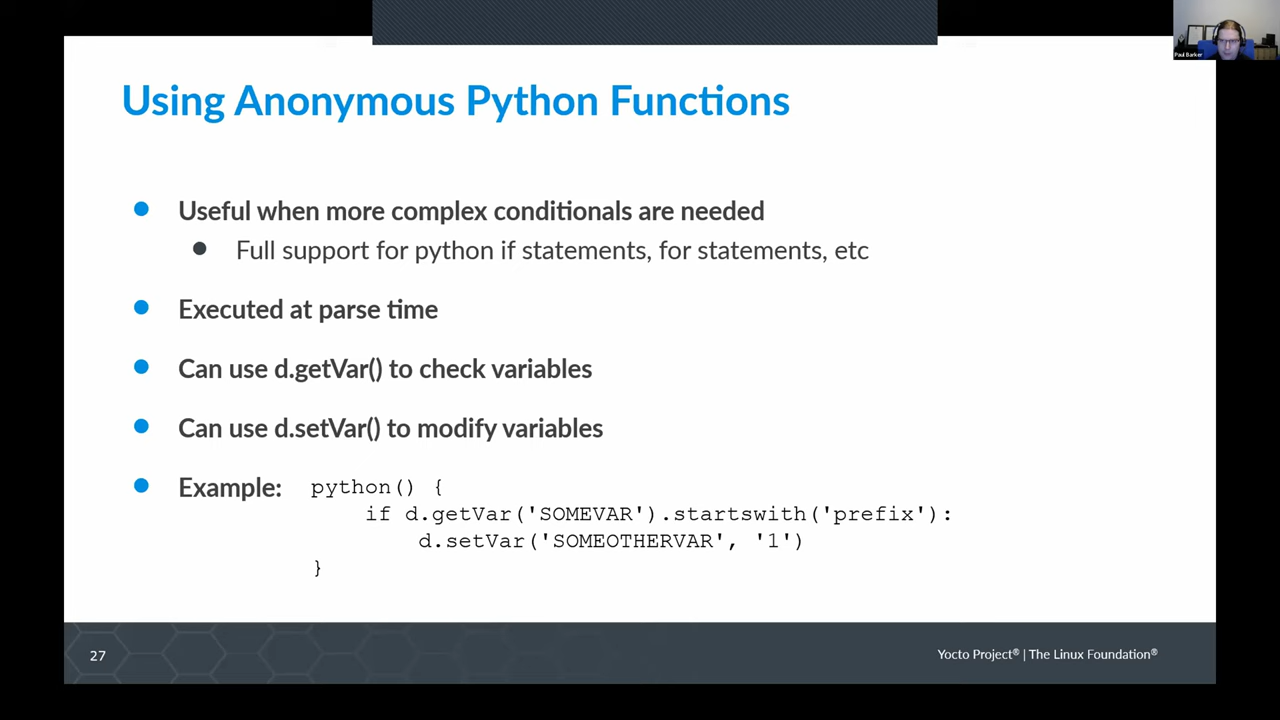 Paul Barker
Using Anonymous Python Functions
Useful when more complex conditionals are needed
Full support for python if statements, for statements, etc
Executed at parse time
Can use d.getVar() to check variables
Can use d.setVar() to modify variables
Example:
python() {
    if d.getVar('SOMEVAR').startswith('prefix'):
        d.setVar('SOMEOTHERVAR', '1')
}
27
Yocto Project® | The Linux Foundation®